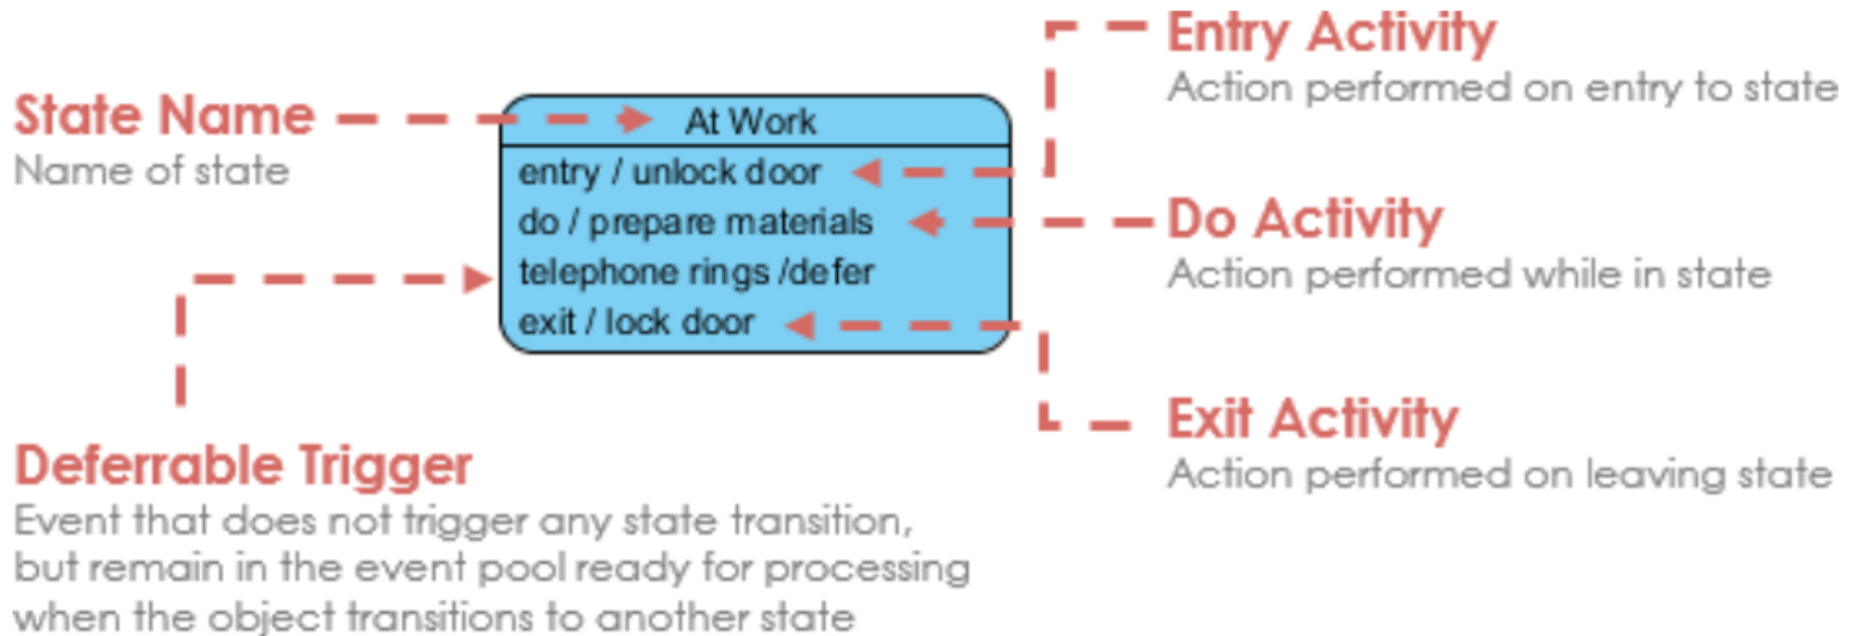 State Name
Name of state
At Work
entry / unlock door
do / prepare materials
telephone rings /defer
exit / lock door
Entry Activity
Action performed on entry to state
Do Activity
Action performed while in state
Exit Activity
Action performed on leaving state
Deferrable Trigger
Event that does not trigger any state transition,
but remain in the event pool ready for processing
when the object transitions to another state